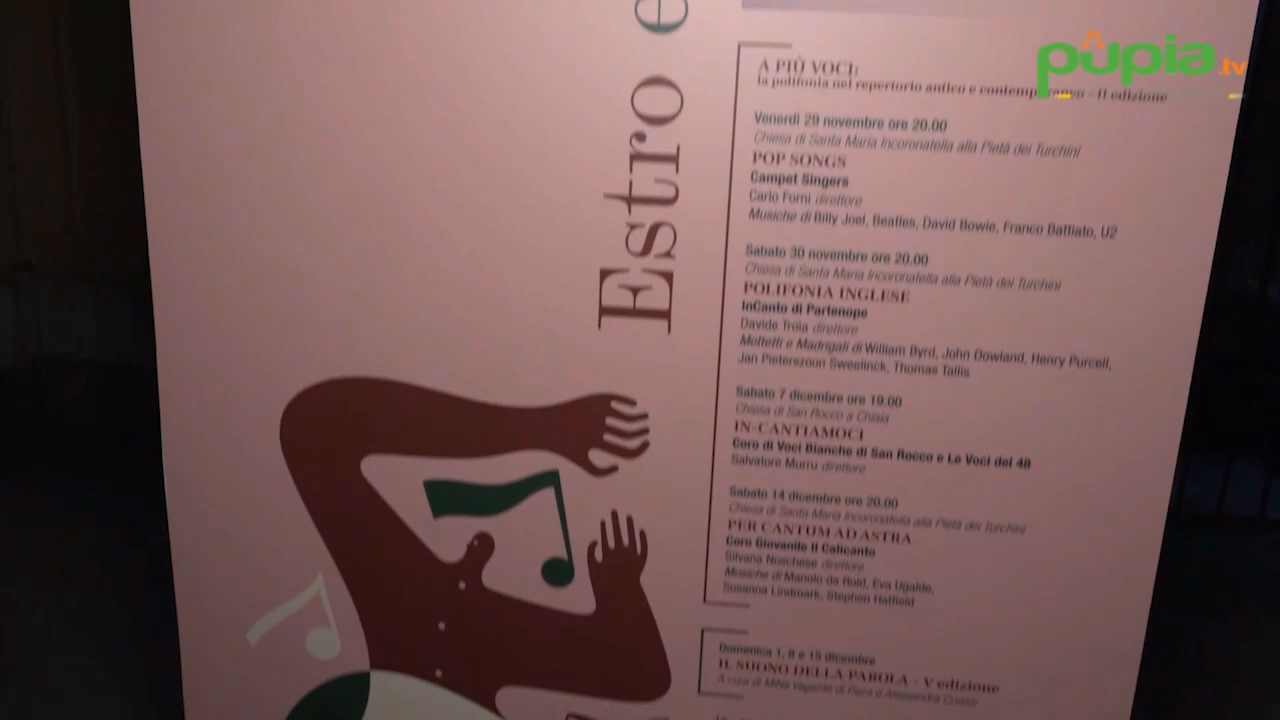 pupia.tv
Estro e
A PIÙ VOCI:
la polifonia nel repertorio antico e contemporaneo - II edizione
Venerdì 29 novembre ore 20.00
Chiesa di Santa Maria Incoronatella alla Pietà dei Turchini
POP SONGS
Campet Singers
Carlo Forni direttore
Musiche di Billy Joel, Beatles, David Bowie, Franco Battiato, U2
Sabato 30 novembre ore 20.00
Chiesa di Santa Maria Incoronatella alla Pietà dei Turchini
POLIFONIA INGLESE
InCanto di Partenope
Davide Troia direttore
Mottetti e Madrigali di William Byrd, John Dowland, Henry Purcell,
Jan Pieterszoon Sweelinck, Thomas Tallis
Sabato 7 dicembre ore 19.00
Chiesa di San Rocco a Chiaia
IN-CANTIAMOCI
Coro di Voci Bianche di San Rocco e Le Voci del 48
Salvatore Murru direttore
Sabato 14 dicembre ore 20.00
Chiesa di Santa Maria Incoronatella alla Pietà dei Turchini
PER CANTUM AD ASTRA
Coro Giovanile Il Calicanto
Silvana Noschese direttore
Musiche di Manolo da Rold, Eva Ugalde,
Susanna Lindmark, Stephen Hatfield
Domenica 1, 8 e 15 dicembre
IL SUONO DELLA PAROLA - V edizione
A cura di